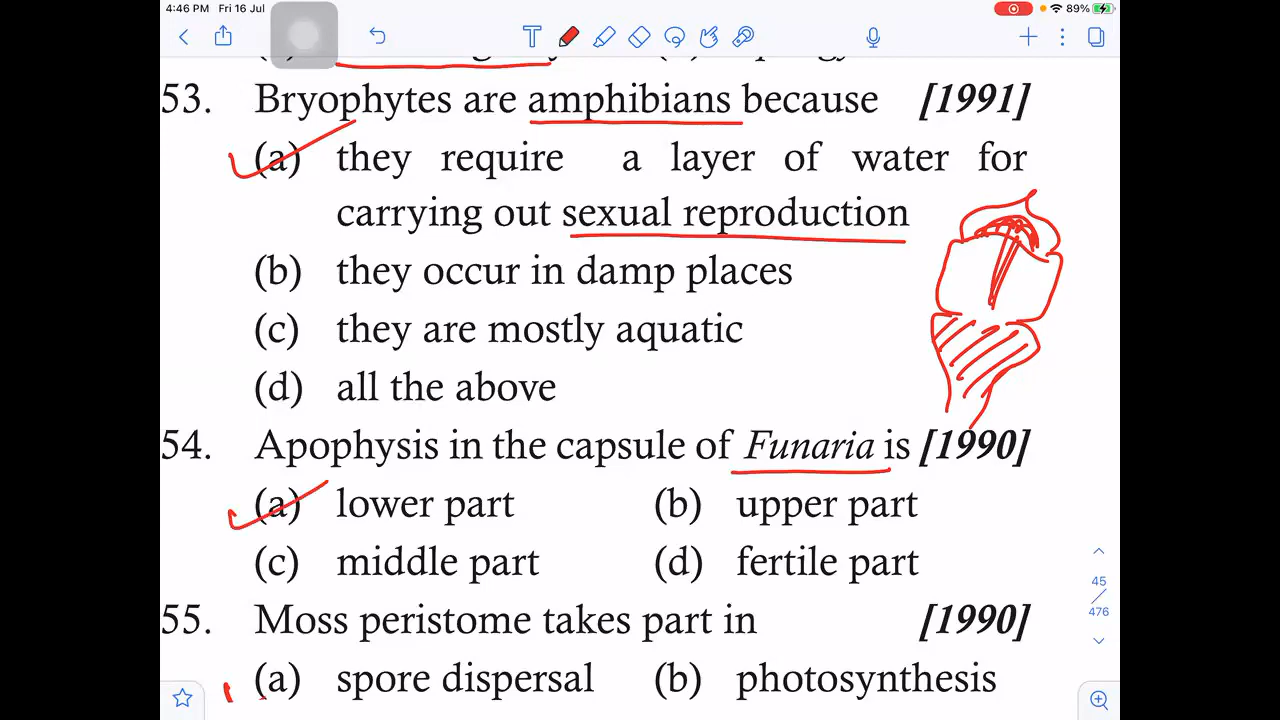 4:46 PM Fri 16 Jul
89%
T
53. Bryophytes are amphibians because [1991]
(a) they require a layer of water for
carrying out sexual reproduction
(b) they occur in damp places
(c) they are mostly aquatic
(d) all the above
54. Apophysis in the capsule of Funaria is [1990]
(a) lower part (b) upper part
(c) middle part (d) fertile part
45
476
55. Moss peristome takes part in [1990]
(a) spore dispersal (b) photosynthesis